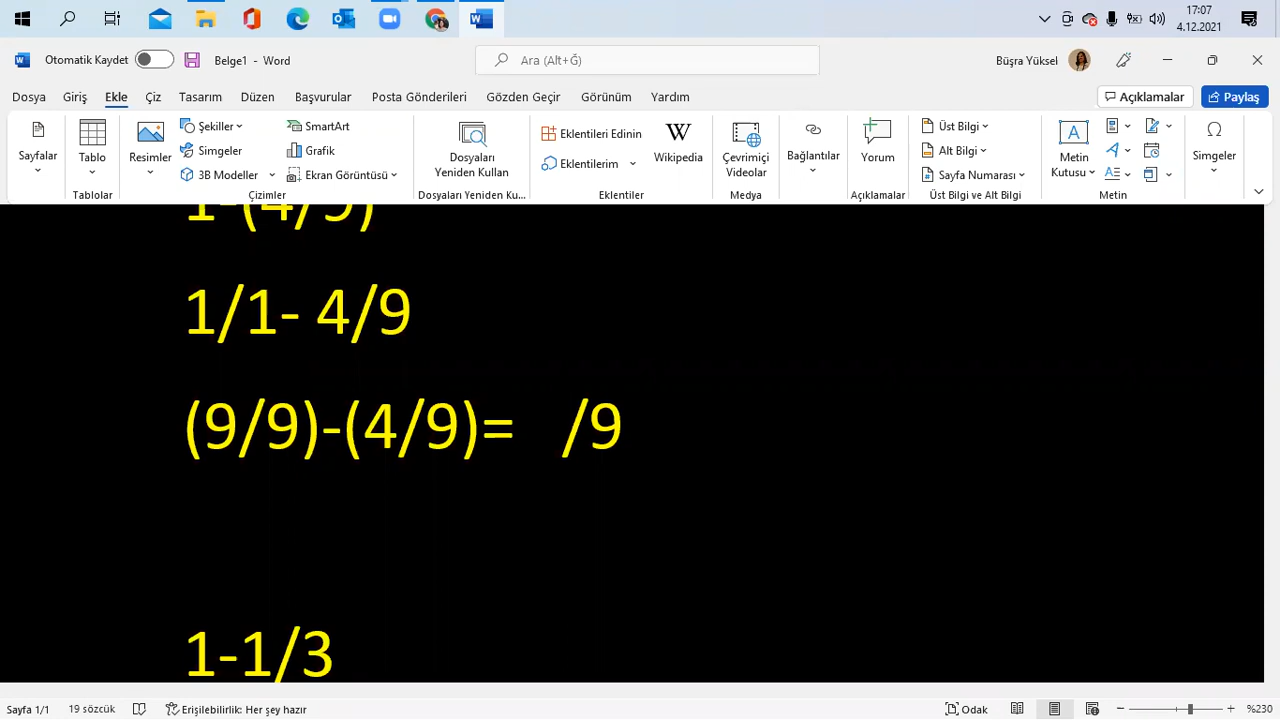 17:07
4.12.2021
Otomatik Kaydet
Belge1 - Word
Ara (Alt+Ğ)
Büşra Yüksel
Dosya Giriş Ekle Çiz Tasarım Düzen Başvurular Posta Gönderileri Gözden Geçir Görünüm Yardım
Açıklamalar
Paylaş
Sayfalar
Tablo
Tablolar
Resimler
Şekiller
Simgeler
3B Modeller
SmartArt
Grafik
Ekran Görüntüsü
Çizimler
Dosyaları
Yeniden Kullan
Dosyaları Yeniden Ku...
Eklentileri Edinin
Eklentilerim
Wikipedia
Eklentiler
Çevrimiçi
Videolar
Medya
Bağlantılar
Yorum
Açıklamalar
Üst Bilgi
Alt Bilgi
Sayfa Numarası
Üst Bilgi ve Alt Bilgi
Metin
Kutusu
Metin
Simgeler
1-(4/9)
1/1- 4/9
(9/9)-(4/9)= /9
1-1/3
Sayfa 1/1 19 sözcük Erişilebilirlik: Her şey hazır Odak %230